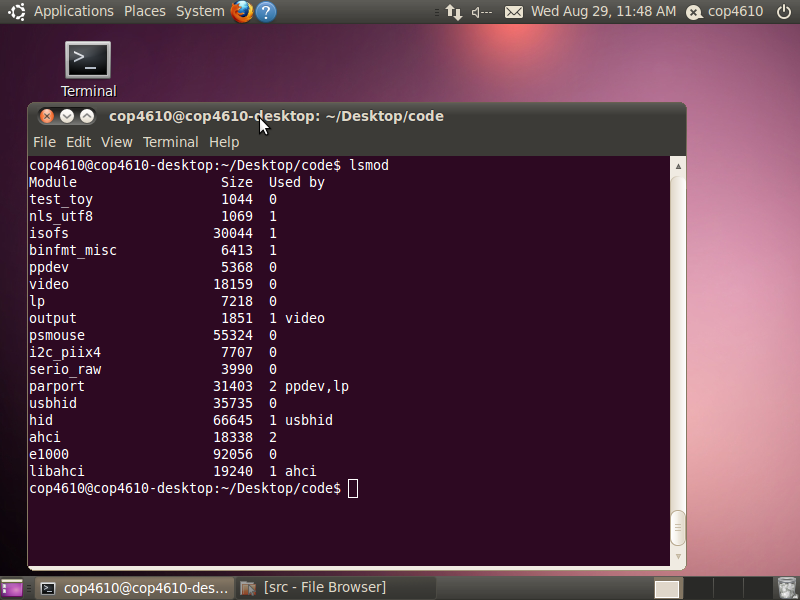 Applications Places System ? Wed Aug 29, 11:48 AM cop4610
>_
Terminal
cop4610@cop4610-desktop: ~/Desktop/code
File Edit View Terminal Help
cop4610@cop4610-desktop:~/Desktop/code$ lsmod
Module Size Used by
test_toy 1044 0
nls_utf8 1069 1
isofs 30044 1
binfmt_misc 6413 1
ppdev 5368 0
video 18159 0
lp 7218 0
output 1851 1 video
psmouse 55324 0
i2c_piix4 7707 0
serio_raw 3990 0
parport 31403 2 ppdev,lp
usbhid 35735 0
hid 66645 1 usbhid
ahci 18338 2
e1000 92056 0
libahci 19240 1 ahci
cop4610@cop4610-desktop:~/Desktop/code$
cop4610@cop4610-des... [src - File Browser]